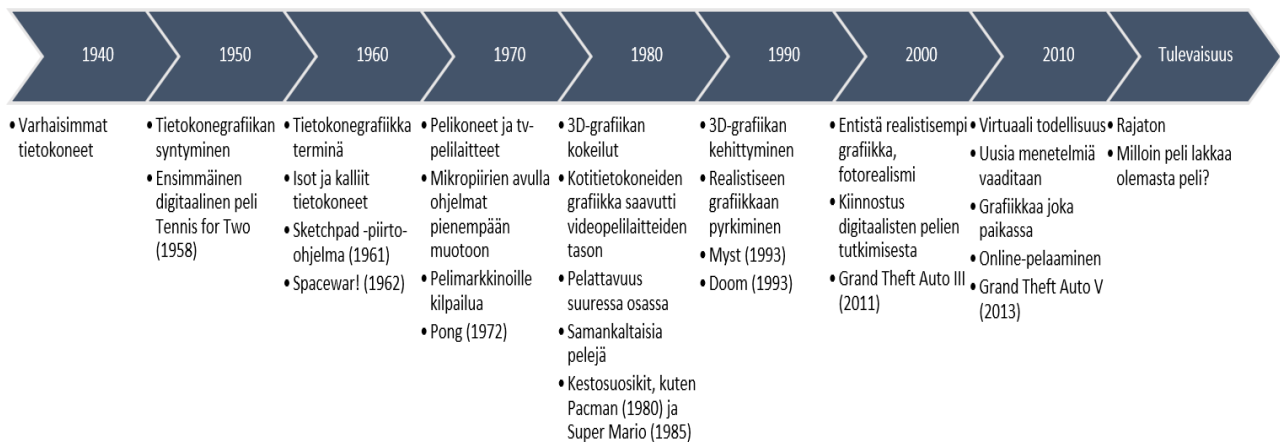 1940
1950
1960
1970
1980
1990
2000
2010
Tulevaisuus
• Varhaisimmat
tietokoneet
• Tietokonegrafiikan
syntyminen
• Ensimmäinen
digitaalinen peli
Tennis for Two
(1958)
• Tietokonegrafiikka
terminä
• Isot ja kalliit
tietokoneet
• Sketchpad -piirto-
ohjelma (1961)
• Spacewar! (1962)
• Pelikoneet ja tv-
pelilaitteet
• Mikropiirien avulla
ohjelmat
pienempään
muotoon
• Pelimarkkinoille
kilpailua
• Pong (1972)
• 3D-grafiikan
kokeilut
• Kotitietokoneiden
grafiikka saavutti
videopelilaitteiden
tason
• Pelattavuus
suuressa osassa
• Samankaltaisia
pelejä
• Kestosuosikit, kuten
Pacman (1980) ja
Super Mario (1985)
• 3D-grafiikan
kehittyminen
• Realistiseen
grafiikkaan
pyrkiminen
• Myst (1993)
• Doom (1993)
• Entistä realistisempi
grafiikka,
fotorealismi
• Kiinnostus
digitaalisten pelien
tutkimisesta
• Grand Theft Auto III
(2011)
• Virtuaali todellisuus
• Uusia menetelmiä
vaaditaan
• Grafiikkaa joka
paikassa
• Online-pelaaminen
• Grand Theft Auto V
(2013)
• Rajaton
• Milloin peli lakkaa
olemasta peli?